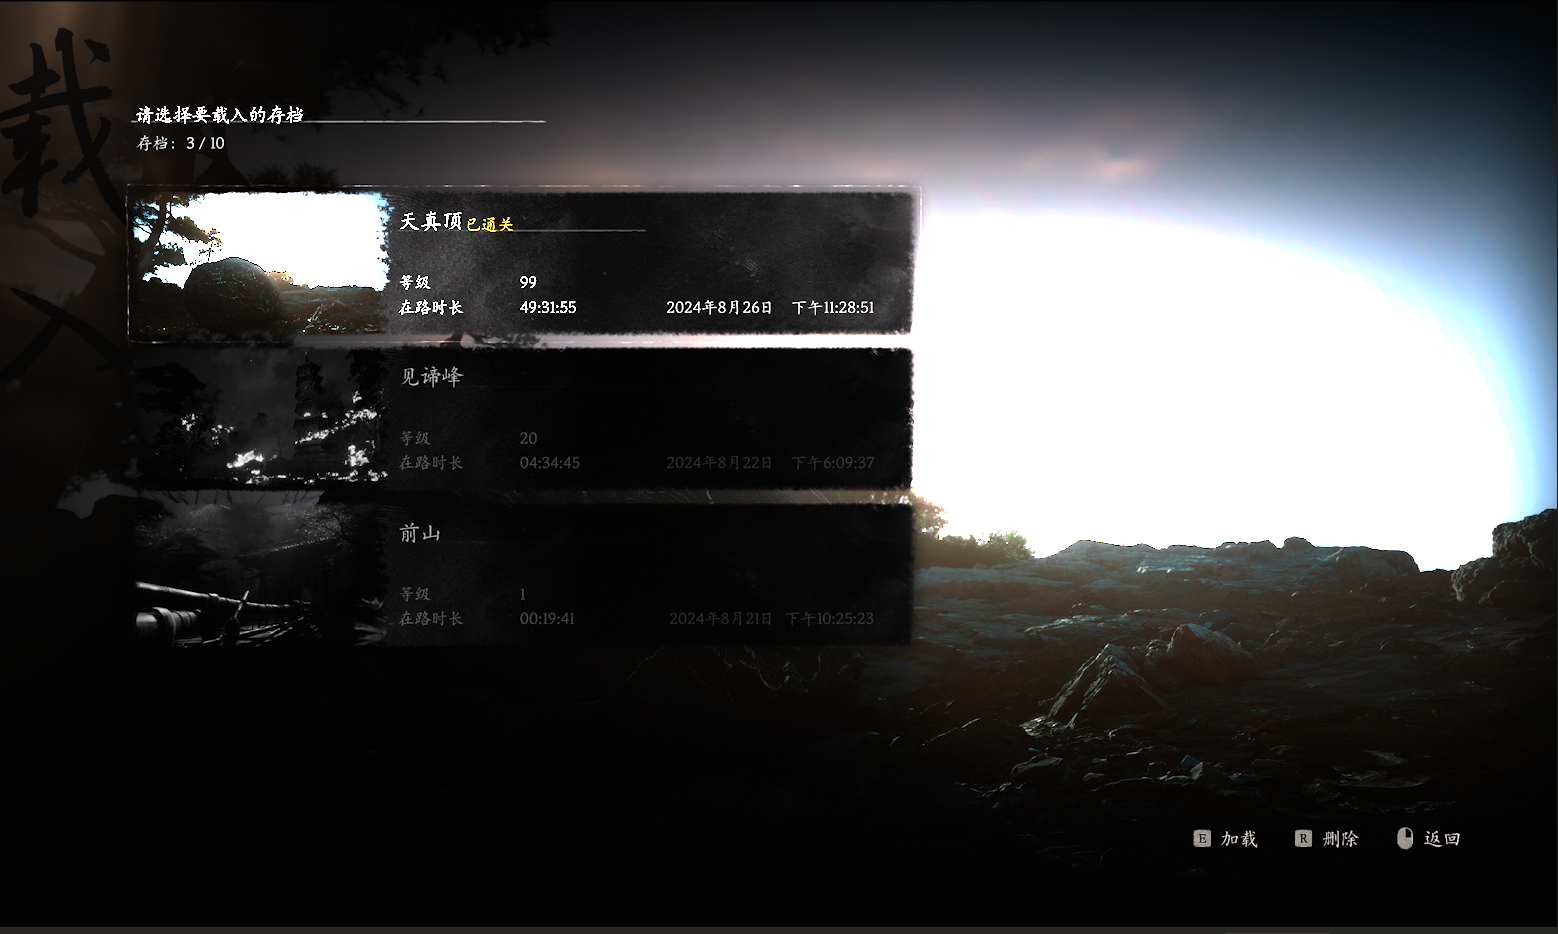 载入
请选择要载入的存档
存档：3 / 10
天真顶 已通关
等级 99
在路时长 49:31:55 2024年8月26日 下午11:28:51
见谛峰
等级 20
在路时长 04:34:45 2024年8月22日 下午6:09:37
前山
等级 1
在路时长 00:19:41 2024年8月21日 下午10:25:23
E 加载 R 删除 返回